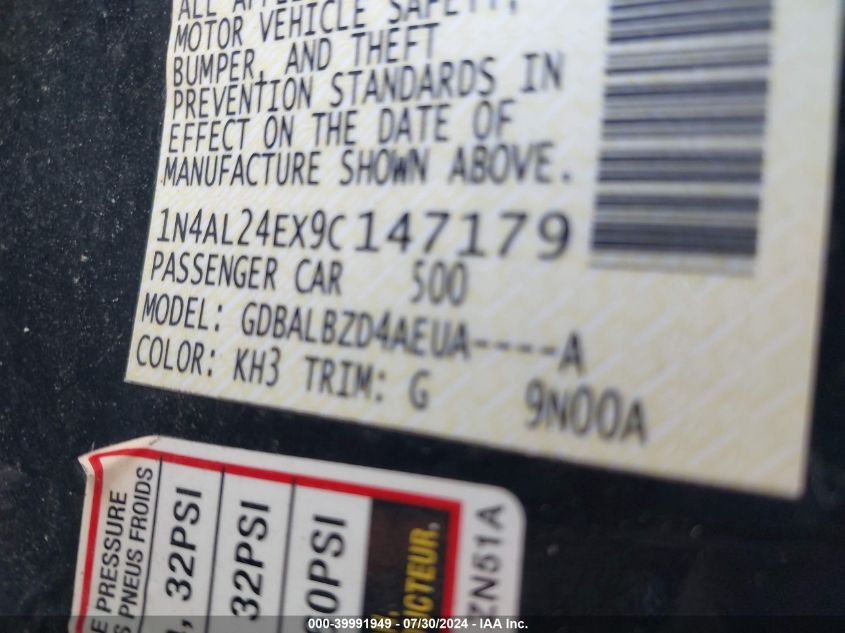 ALL
MOTOR VEHICLE SAFETY,
BUMPER, AND THEFT
PREVENTION STANDARDS IN
EFFECT ON THE DATE OF
MANUFACTURE SHOWN ABOVE.
1N4AL24EX9C147179
PASSENGER CAR 500
MODEL: GDBALBZD4AEUA----A
COLOR: KH3 TRIM: G 9N00A
E PRESSURE
PNEUS FROIDS
, 32PSI
32PSI
0PSI
ZN51A
000-39991949 - 07/30/2024 - IAA Inc.